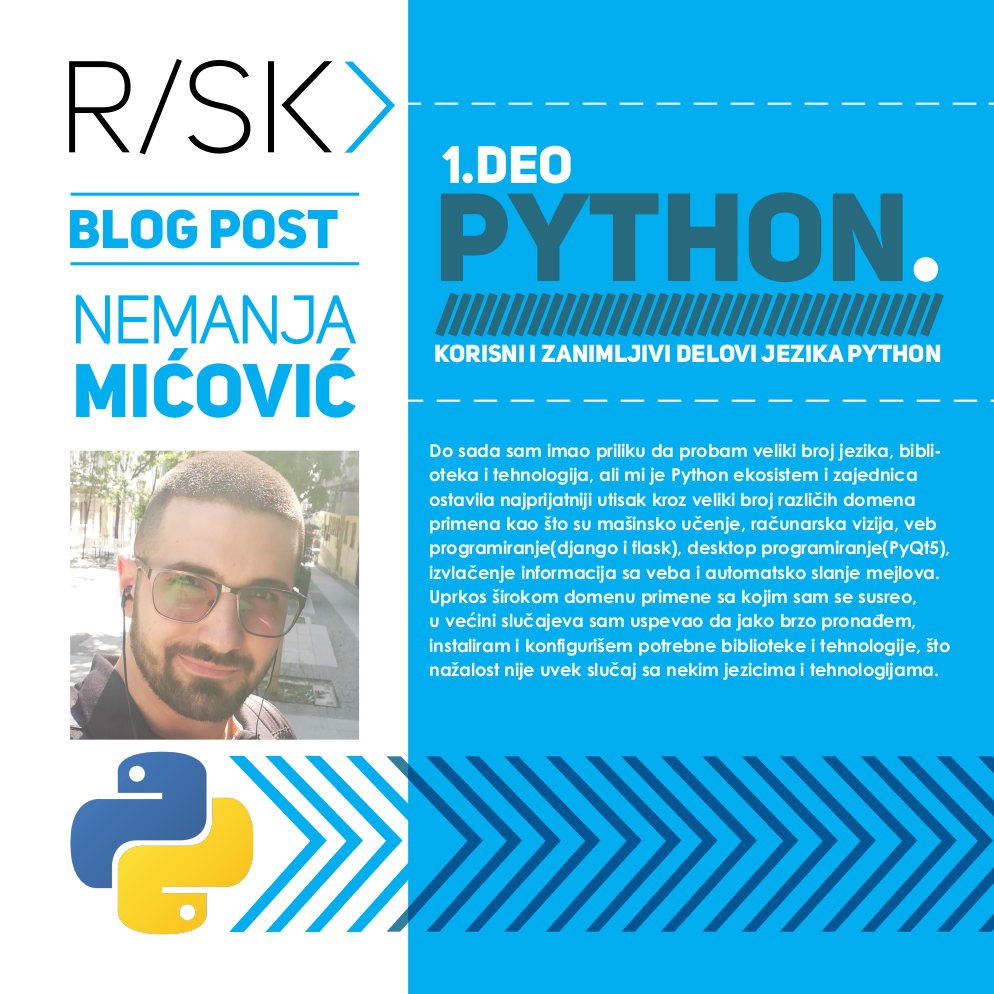 R/SK>
BLOG POST
NEMANJA
MIĆOVIĆ
1.DEO
PYTHON.
KORISNI I ZANIMLJIVI DELOVI JEZIKA PYTHON
Do sada sam imao priliku da probam veliki broj jezika, bibli-
oteka i tehnologija, ali mi je Python ekosistem i zajednica
ostavila najprijatniji utisak kroz veliki broj različih domena
primena kao što su mašinsko učenje, računarska vizija, veb
programiranje(django i flask), desktop programiranje(PyQt5),
izvlačenje informacija sa veba i automatsko slanje mejlova.
Uprkos širokom domenu primene sa kojim sam se susreo,
u većini slučajeva sam uspevao da jako brzo pronađem,
instaliram i konfigurišem potrebne biblioteke i tehnologije, što
nažalost nije uvek slučaj sa nekim jezicima i tehnologijama.